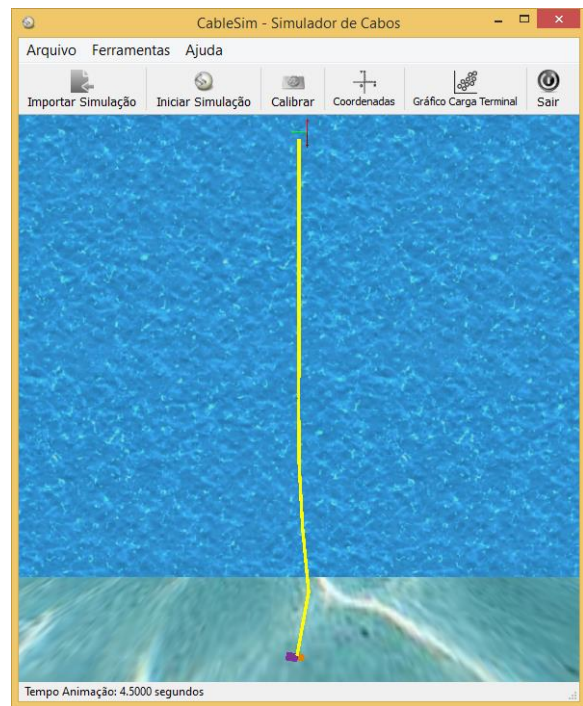 CableSim - Simulador de Cabos
Arquivo Ferramentas Ajuda
Importar Simulação Iniciar Simulação Calibrar Coordenadas Gráfico Carga Terminal Sair
Tempo Animação: 4.5000 segundos